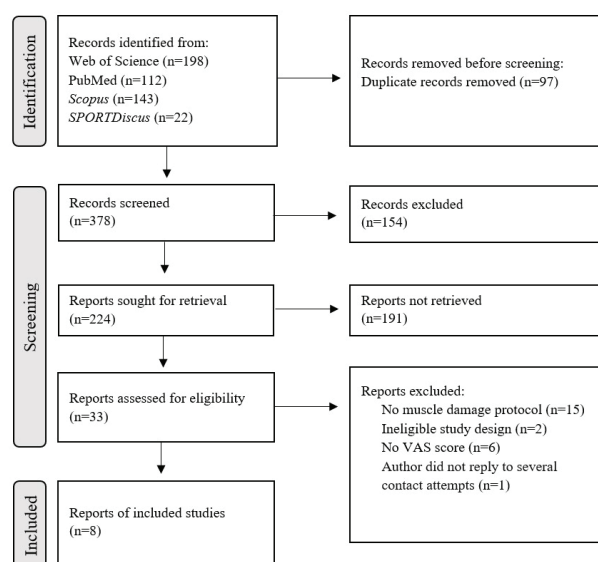 Identification
Records identified from:
Web of Science (n=198)
PubMed (n=112)
Scopus (n=143)
SPORTDiscus (n=22)
Records removed before screening:
Duplicate records removed (n=97)
Screening
Records screened
(n=378)
Records excluded
(n=154)
Reports sought for retrieval
(n=224)
Reports not retrieved
(n=191)
Reports assessed for eligibility
(n=33)
Reports excluded:
No muscle damage protocol (n=15)
Ineligible study design (n=2)
No VAS score (n=6)
Author did not reply to several
contact attempts (n=1)
Included
Reports of included studies
(n=8)